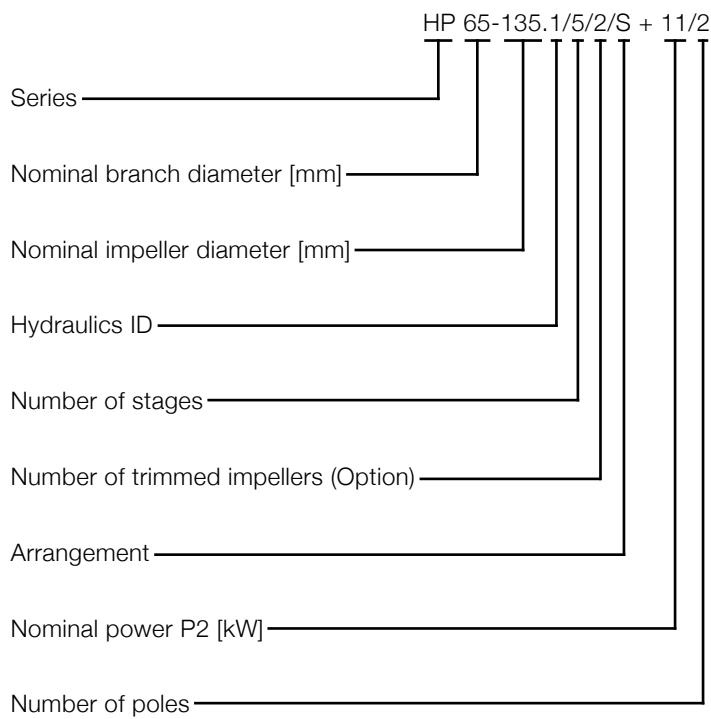 HP 65-135.1/5/2/S + 11/2
Series
Nominal branch diameter [mm]
Nominal impeller diameter [mm]
Hydraulics ID
Number of stages
Number of trimmed impellers (Option)
Arrangement
Nominal power P2 [kW]
Number of poles